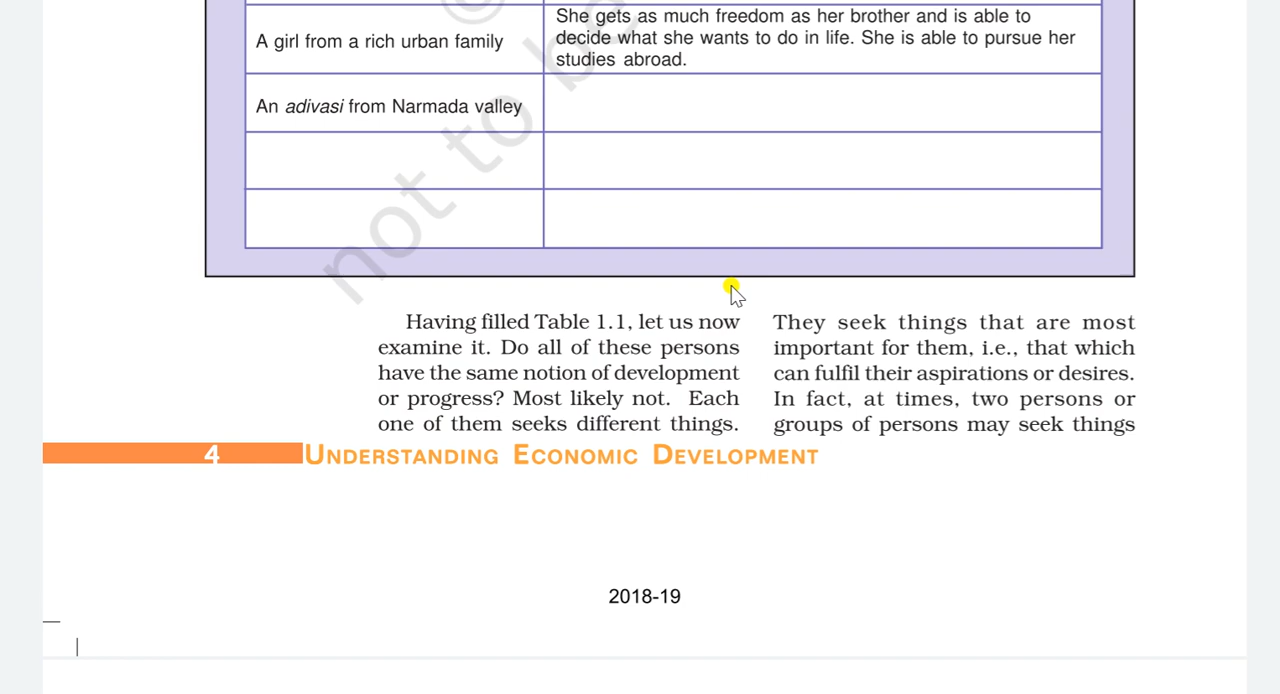 She gets as much freedom as her brother and is able to
A girl from a rich urban family
decide what she wants to do in life. She is able to pursue her
studies abroad.
An adivasi from Narmada valley
©
not to be
Having filled Table 1.1, let us now
examine it. Do all of these persons
have the same notion of development
or progress? Most likely not. Each
one of them seeks different things.
They seek things that are most
important for them, i.e., that which
can fulfil their aspirations or desires.
In fact, at times, two persons or
groups of persons may seek things
4 UNDERSTANDING ECONOMIC DEVELOPMENT
2018-19